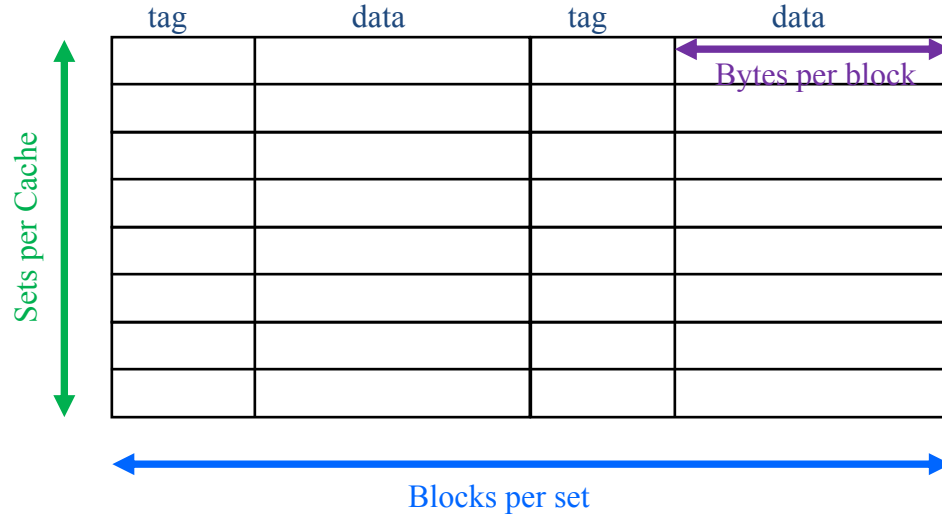 tag data tag data
Bytes per block
Sets per Cache
Blocks per set